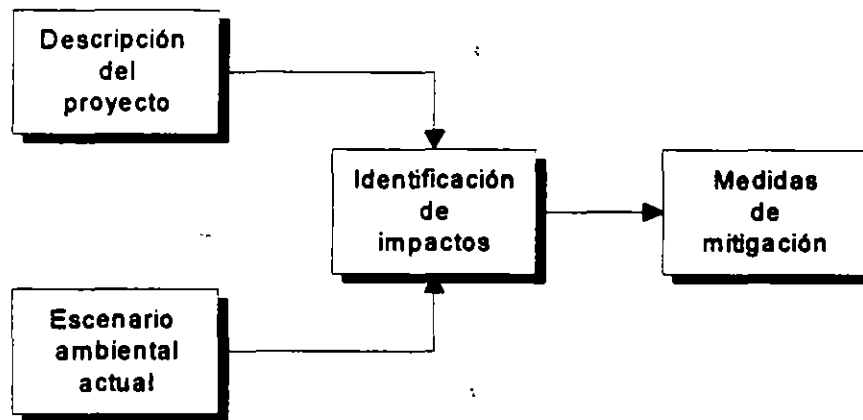 Descripción
del
proyecto
Identificación
de
impactos
Medidas
de
mitigación
Escenario
ambiental
actual